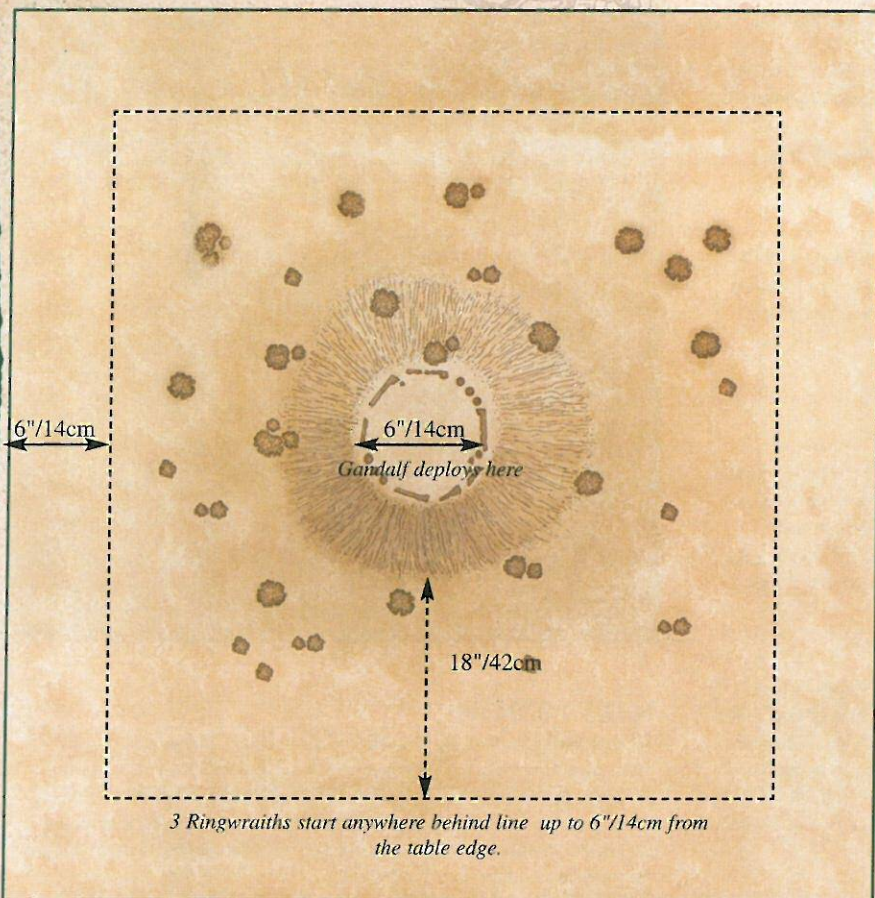 6"/14cm
6"/14cm
Gandalf deploys here
18"/42cm
3 Ringwraiths start anywhere behind line up to 6"/14cm from
the table edge.